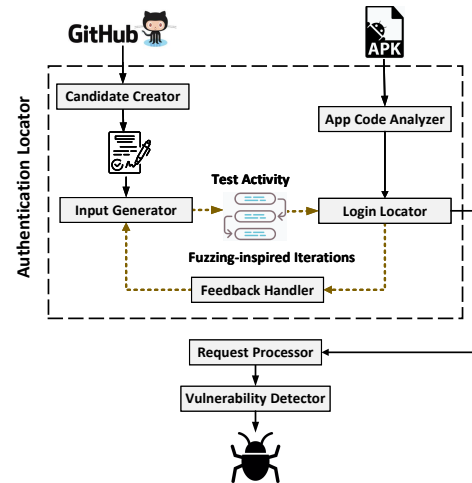 GitHub
APK
Candidate Creator
App Code Analyzer
Authentication Locator
Test Activity
Input Generator
Login Locator
Fuzzing-inspired Iterations
Feedback Handler
Request Processor
Vulnerability Detector